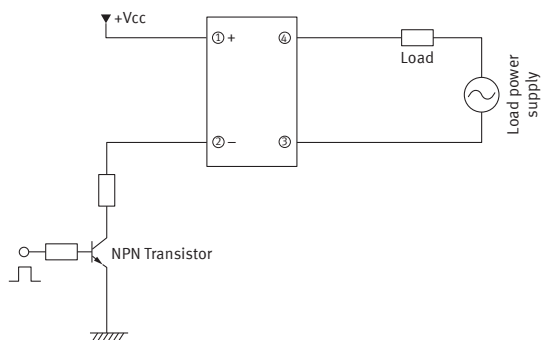 +Vcc
① + ④
Load
Load power
supply
② − ③
NPN Transistor